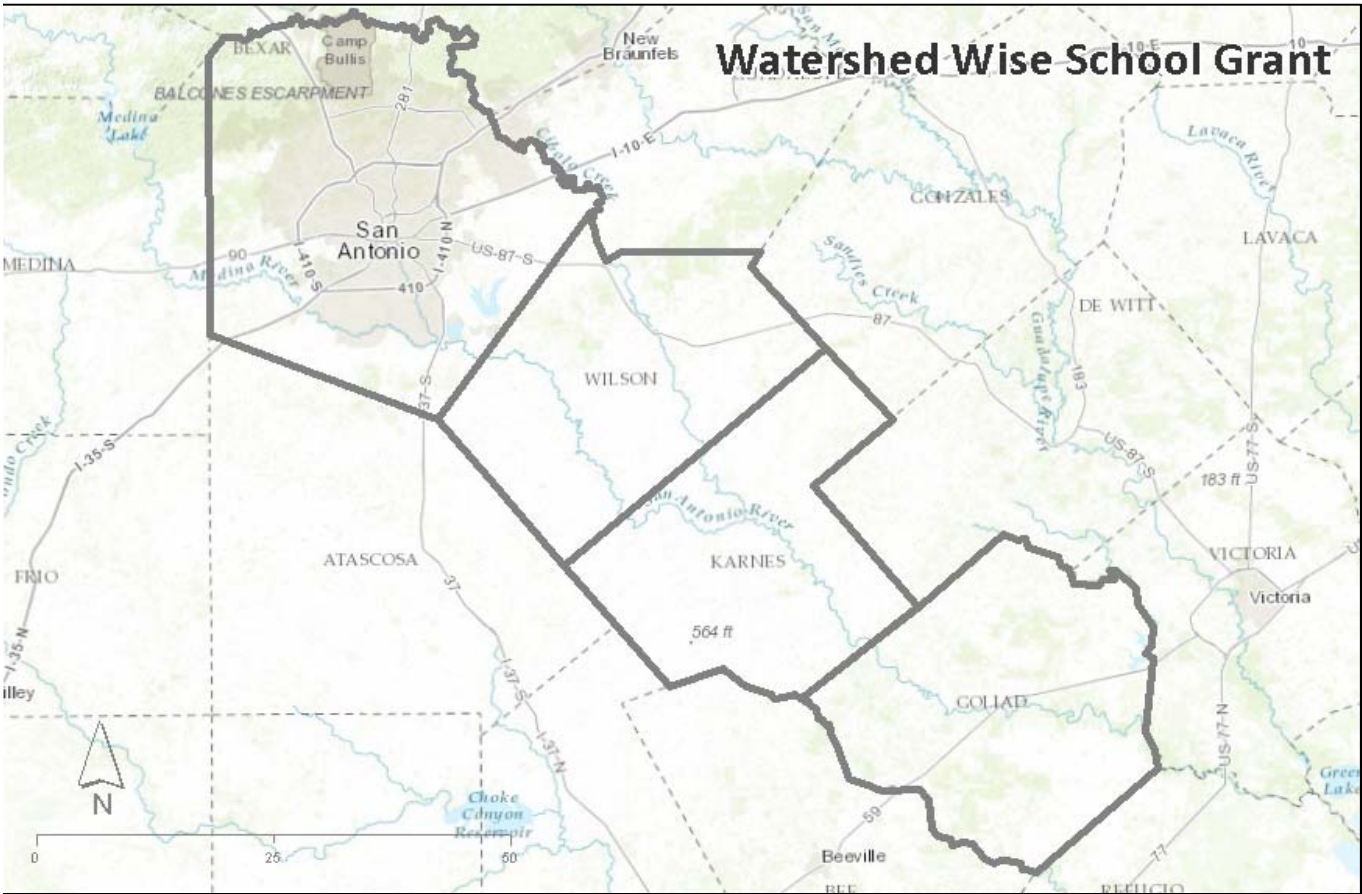 Watershed Wise School Grant
BEXAR
Camp
Bullis
New
Braunfels
10-E
10
BALCONES ESCARPMENT
281
Medina
Lake
Cibolo Creek
I-10-E
Lavaca River
GONZALES
San
Antonio
I-410-N
US-87-S
90
I-410-S
Medina River
410
MEDINA
LAVACA
Sandies Creek
87
DE WITT
Guadalupe River
183
37-S
WILSON
I-35-S
US-87-S
US-77-S
183 ft
San Antonio River
ATASCOSA
KARNES
VICTORIA
Victoria
FRIO
37
564 ft
I-35-N
I-37-S
illey
GOLIAD
I-37-N
US-77-N
N
Choke
Canyon
Reservoir
Green
Lake
59
0
25
50
Beeville
77
BEE
REFUGIO